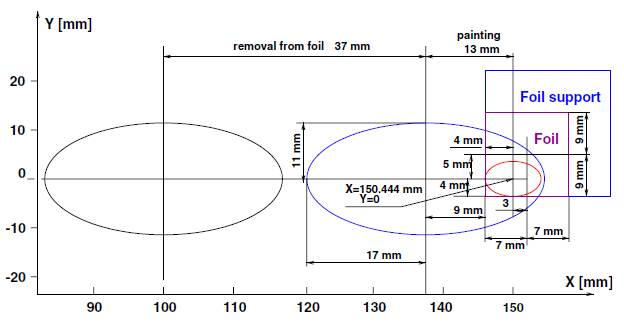 Y [mm]
painting
removal from foil 37 mm
13 mm
20
Foil support
10
11 mm
4 mm
Foil
9 mm
5 mm
0
X=150.444 mm
4 mm
9 mm
Y=0
3
9 mm
-10
7 mm
7 mm
17 mm
-20
X [mm]
90
100
110
120
130
140
150